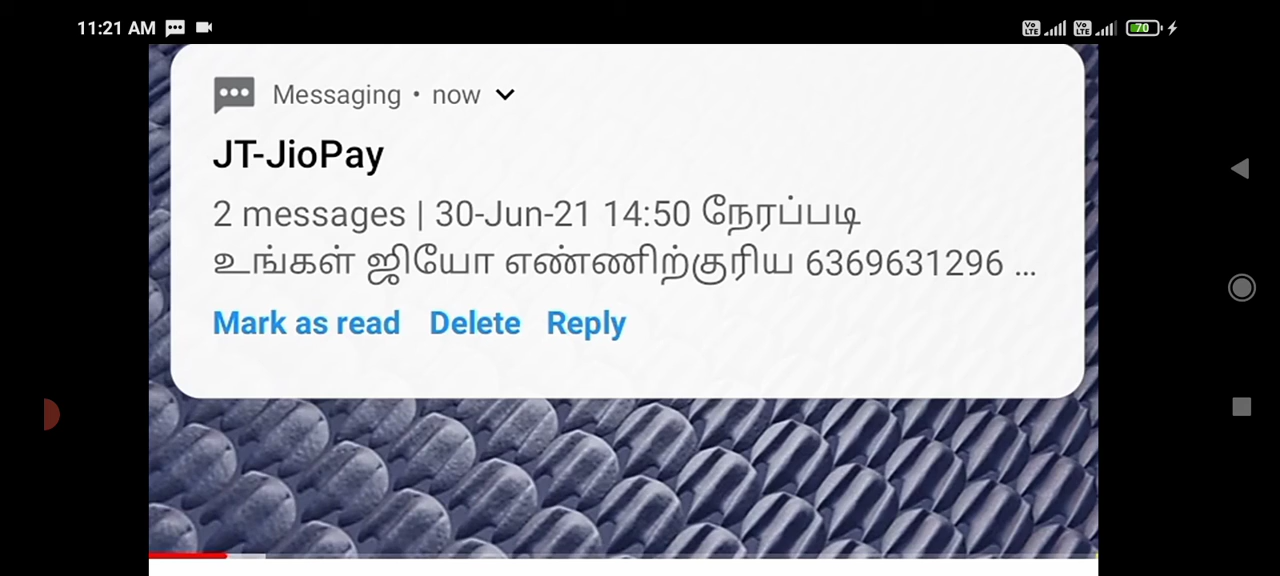 11:21 AM
70
Messaging • now
JT-JioPay
2 messages | 30-Jun-21 14:50 நேரப்படி
உங்கள் ஜியோ எண்ணிற்குரிய 6369631296 ...
Mark as read Delete Reply